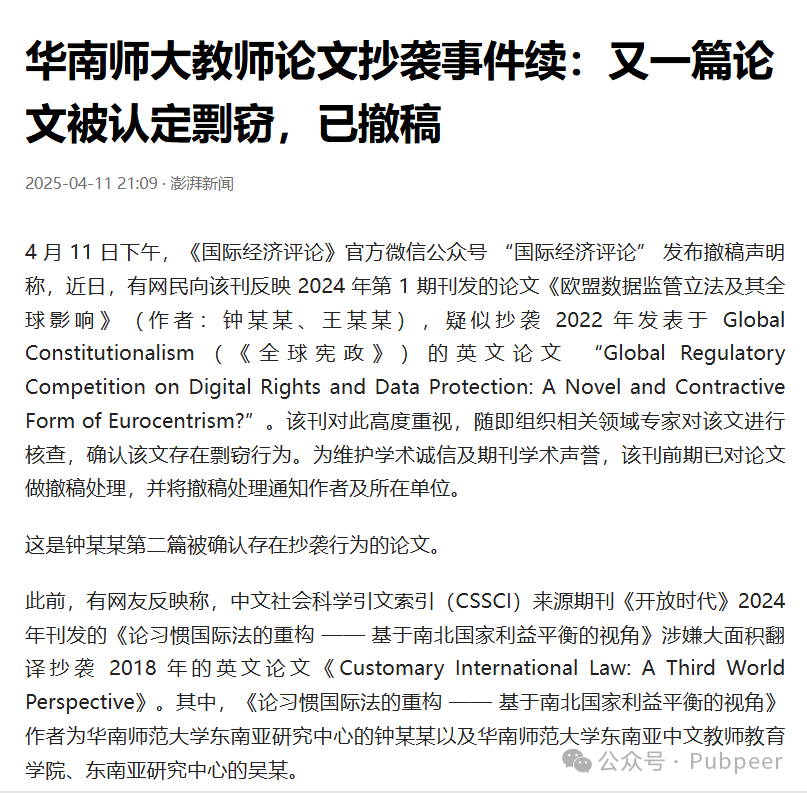 华南师大教师论文抄袭事件续：又一篇论
文被认定剽窃，已撤稿
2025-04-11 21:09 · 澎湃新闻
4 月 11 日下午，《国际经济评论》官方微信公众号 “国际经济评论” 发布撤稿声明
称，近日，有网民向该刊反映 2024 年第 1 期刊发的论文《欧盟数据监管立法及其全
球影响》（作者：钟某某、王某某），疑似抄袭 2022 年发表于 Global
Constitutionalism（《全球宪政》）的英文论文 “Global Regulatory
Competition on Digital Rights and Data Protection: A Novel and Contractive
Form of Eurocentrism?” 。该刊对此高度重视，随即组织相关领域专家对该文进行
核查，确认该文存在剽窃行为。为维护学术诚信及期刊学术声誉，该刊前期已对论文
做撤稿处理，并将撤稿处理通知作者及所在单位。
这是钟某某第二篇被确认存在抄袭行为的论文。
此前，有网友反映称，中文社会科学引文索引（CSSCI）来源期刊《开放时代》2024
年刊发的《论习惯国际法的重构 —— 基于南北国家利益平衡的视角》涉嫌大面积翻
译抄袭 2018 年的英文论文《Customary International Law: A Third World
Perspective》。其中，《论习惯国际法的重构 —— 基于南北国家利益平衡的视角》
作者为华南师范大学东南亚研究中心的钟某某以及华南师范大学东南亚中文教师教育
学院、东南亚研究中心的吴某。
公众号 · Pubpeer